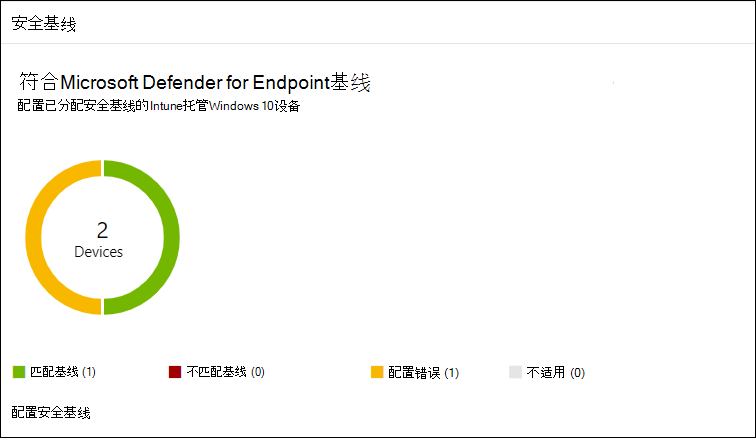 安全基线
符合Microsoft Defender for Endpoint基线
配置已分配安全基线的Intune托管Windows 10设备
2
Devices
匹配基线 (1) 不匹配基线 (0) 配置错误 (1) 不适用 (0)
配置安全基线